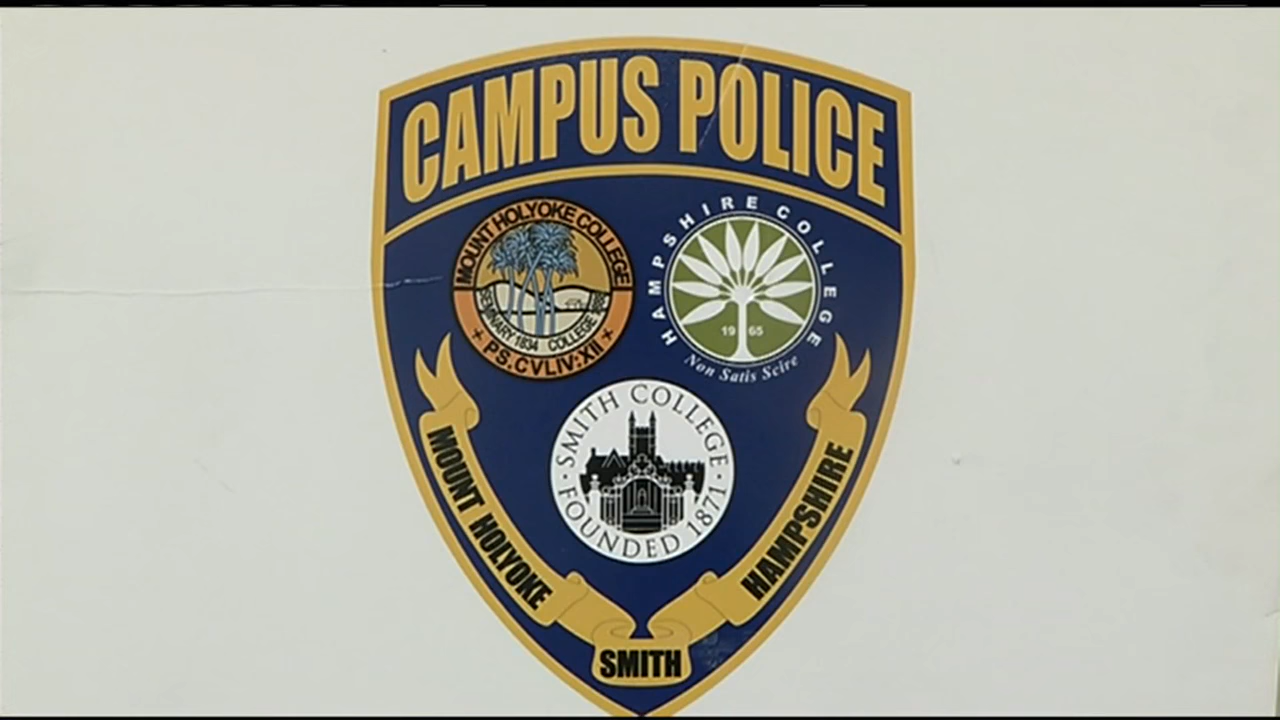 CAMPUS POLICE
MOUNT HOLYOKE COLLEGE
SEMINARY 1834 COLLEGE
PS.CVLIV:XII
HAMPSHIRE COLLEGE
19 65
Non Satis Scire
SMITH COLLEGE
FOUNDED 1871
MOUNT HOLYOKE
SMITH
HAMPSHIRE